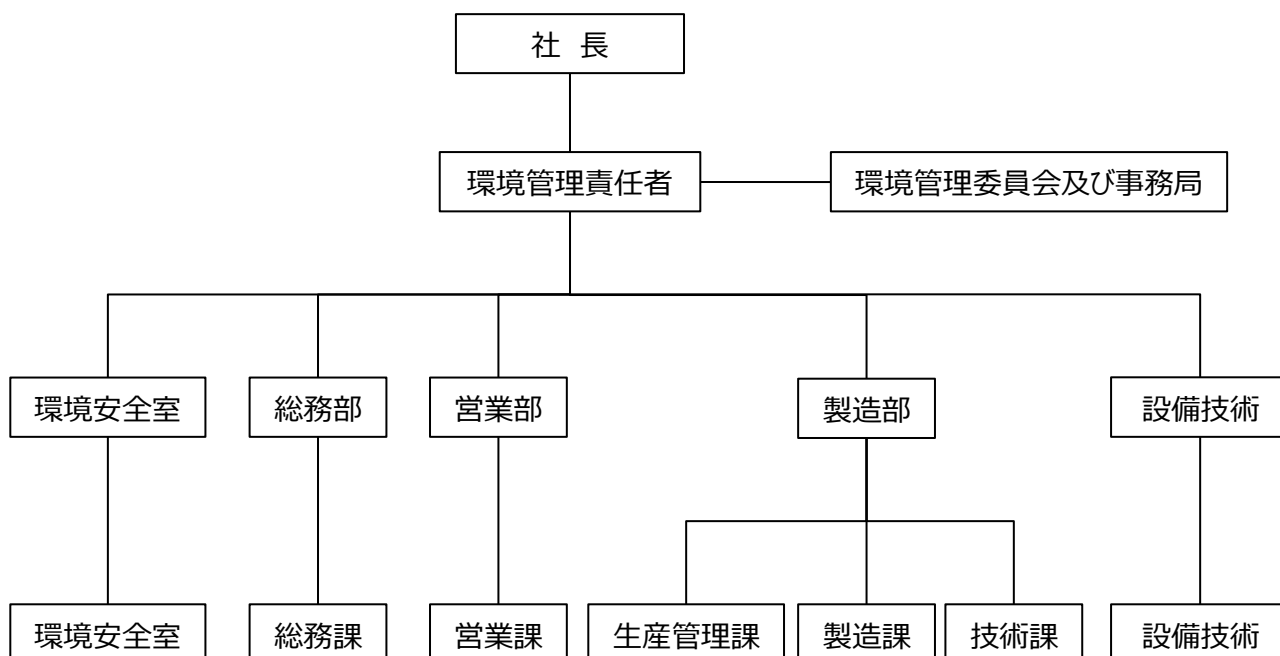 社 長
環境管理責任者
環境管理委員会及び事務局
環境安全室
総務部
営業部
製造部
設備技術
環境安全室
総務課
営業課
生産管理課
製造課
技術課
設備技術